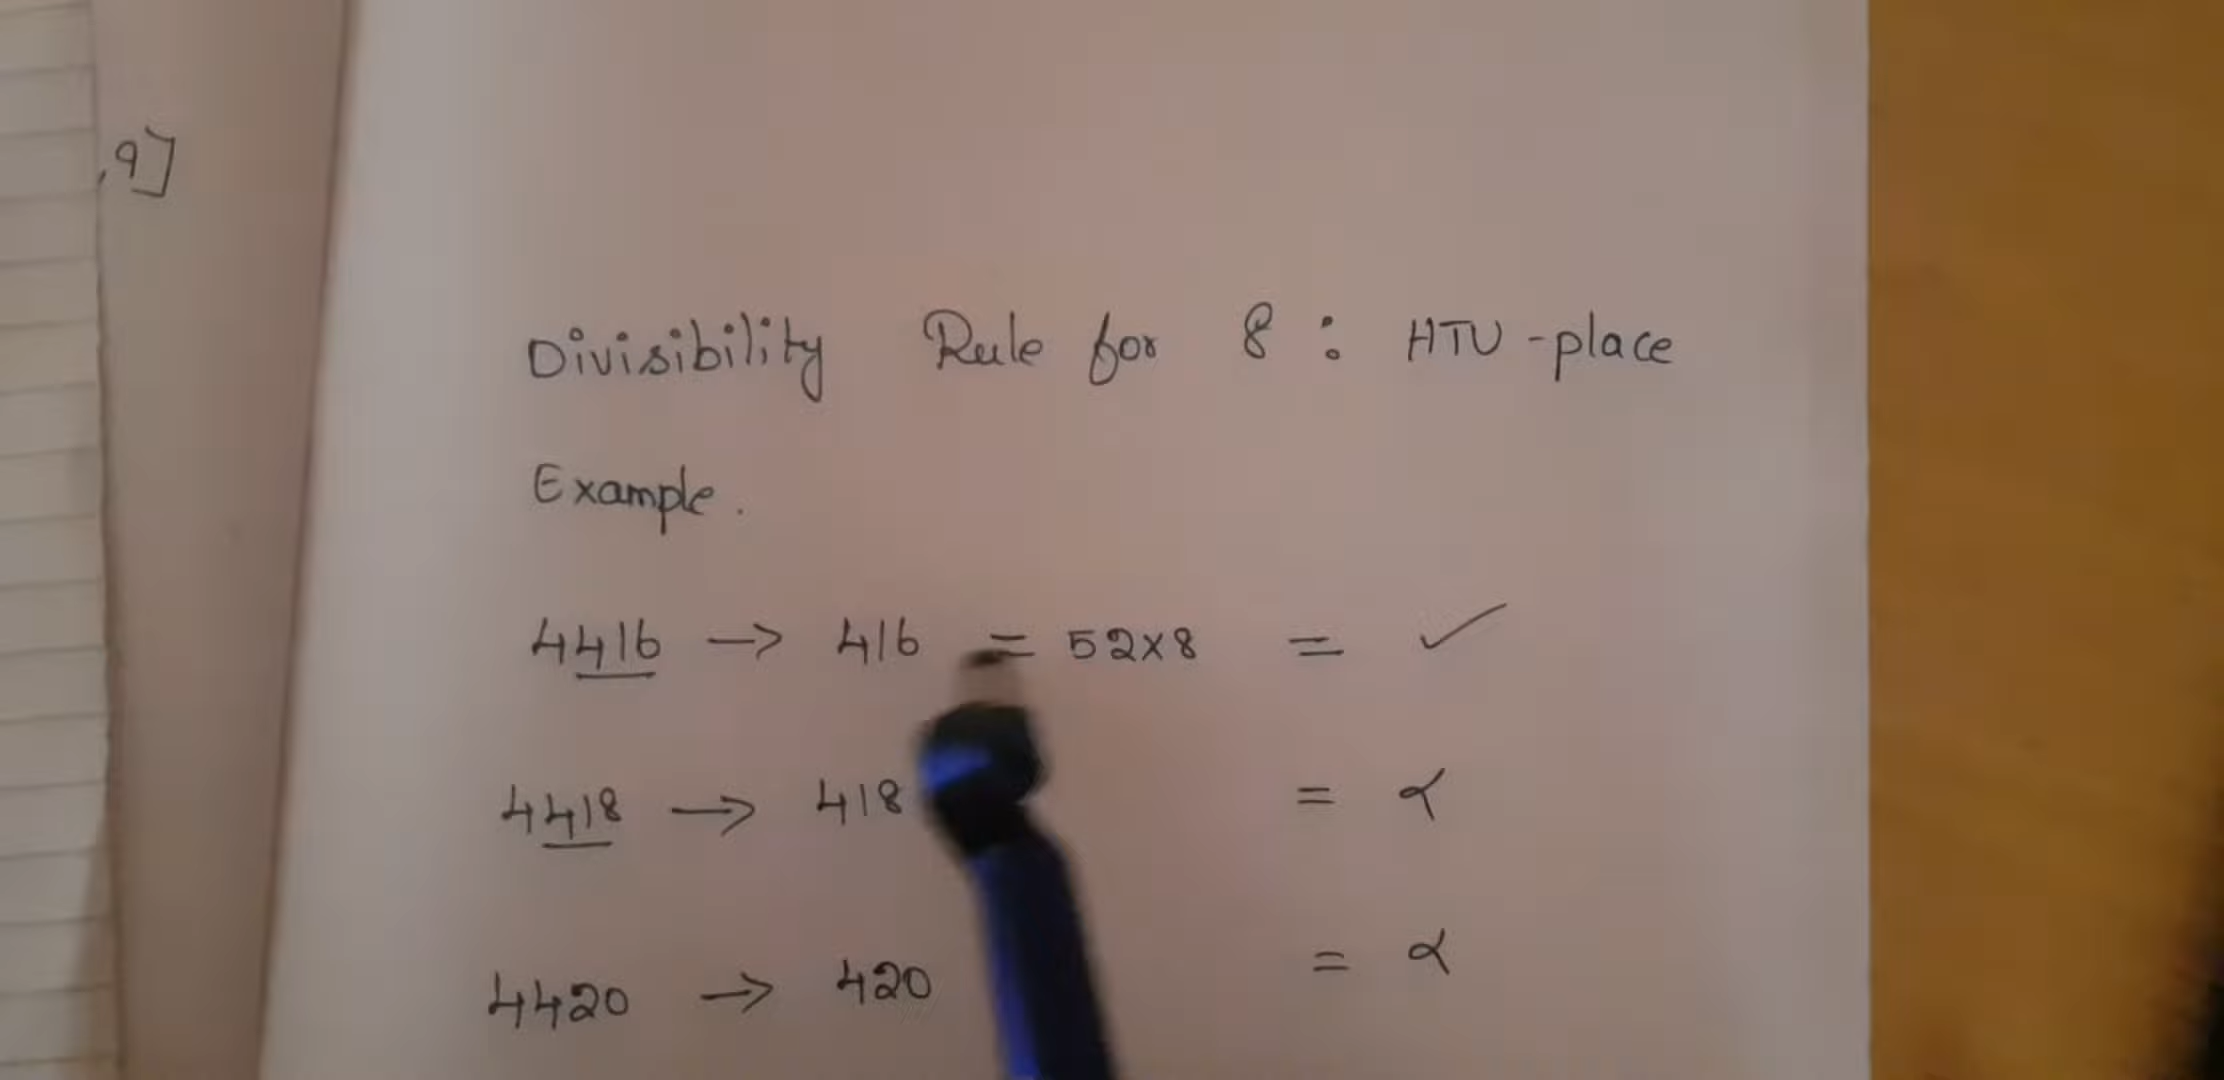 ,9]
Divisibility Rule for 8 : HTU - place
Example.
4416 → 416 = 52×8 = ✓
4418 → 418 = ✗
4420 → 420 = ✗